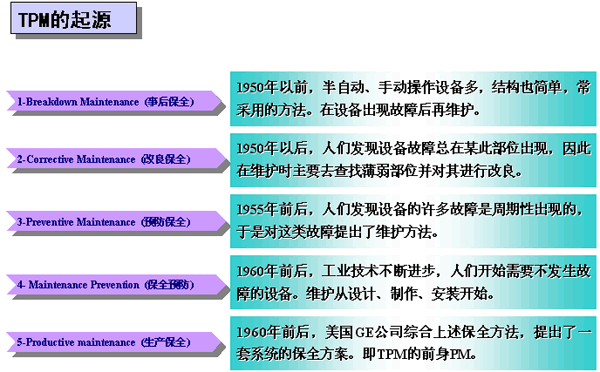 TPM的起源
1-Breakdown Maintenance (事后保全)
1950年以前，半自动、手动操作设备多，结构也简单，常
采用的方法。在设备出现故障后再维护。
2-Corrective Maintenance (改良保全)
1950年以后，人们发现设备故障总在某此部位出现，因此
在维护时主要去查找薄弱部位并对其进行改良。
3-Preventive Maintenance (预防保全)
1955年前后，人们发现设备的许多故障是周期性出现的，
于是对这类故障提出了维护方法。
4- Maintenance Prevention (保全预防)
1960年前后，工业技术不断进步，人们开始需要不发生故
障的设备。维护从设计、制作、安装开始。
5-Productive maintenance (生产保全)
1960年前后，美国GE公司综合上述保全方法，提出了一
套系统的保全方案。即TPM的前身PM。